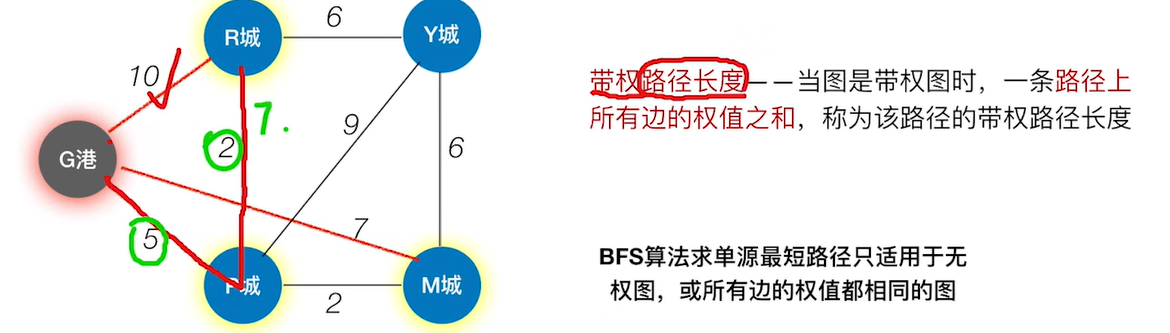 R城
6
Y城
10
7.
2
9
6
G港
5
7
P城
2
M城
带权路径长度——当图是带权图时，一条路径上
所有边的权值之和，称为该路径的带权路径长度
BFS算法求单源最短路径只适用于无
权图，或所有边的权值都相同的图